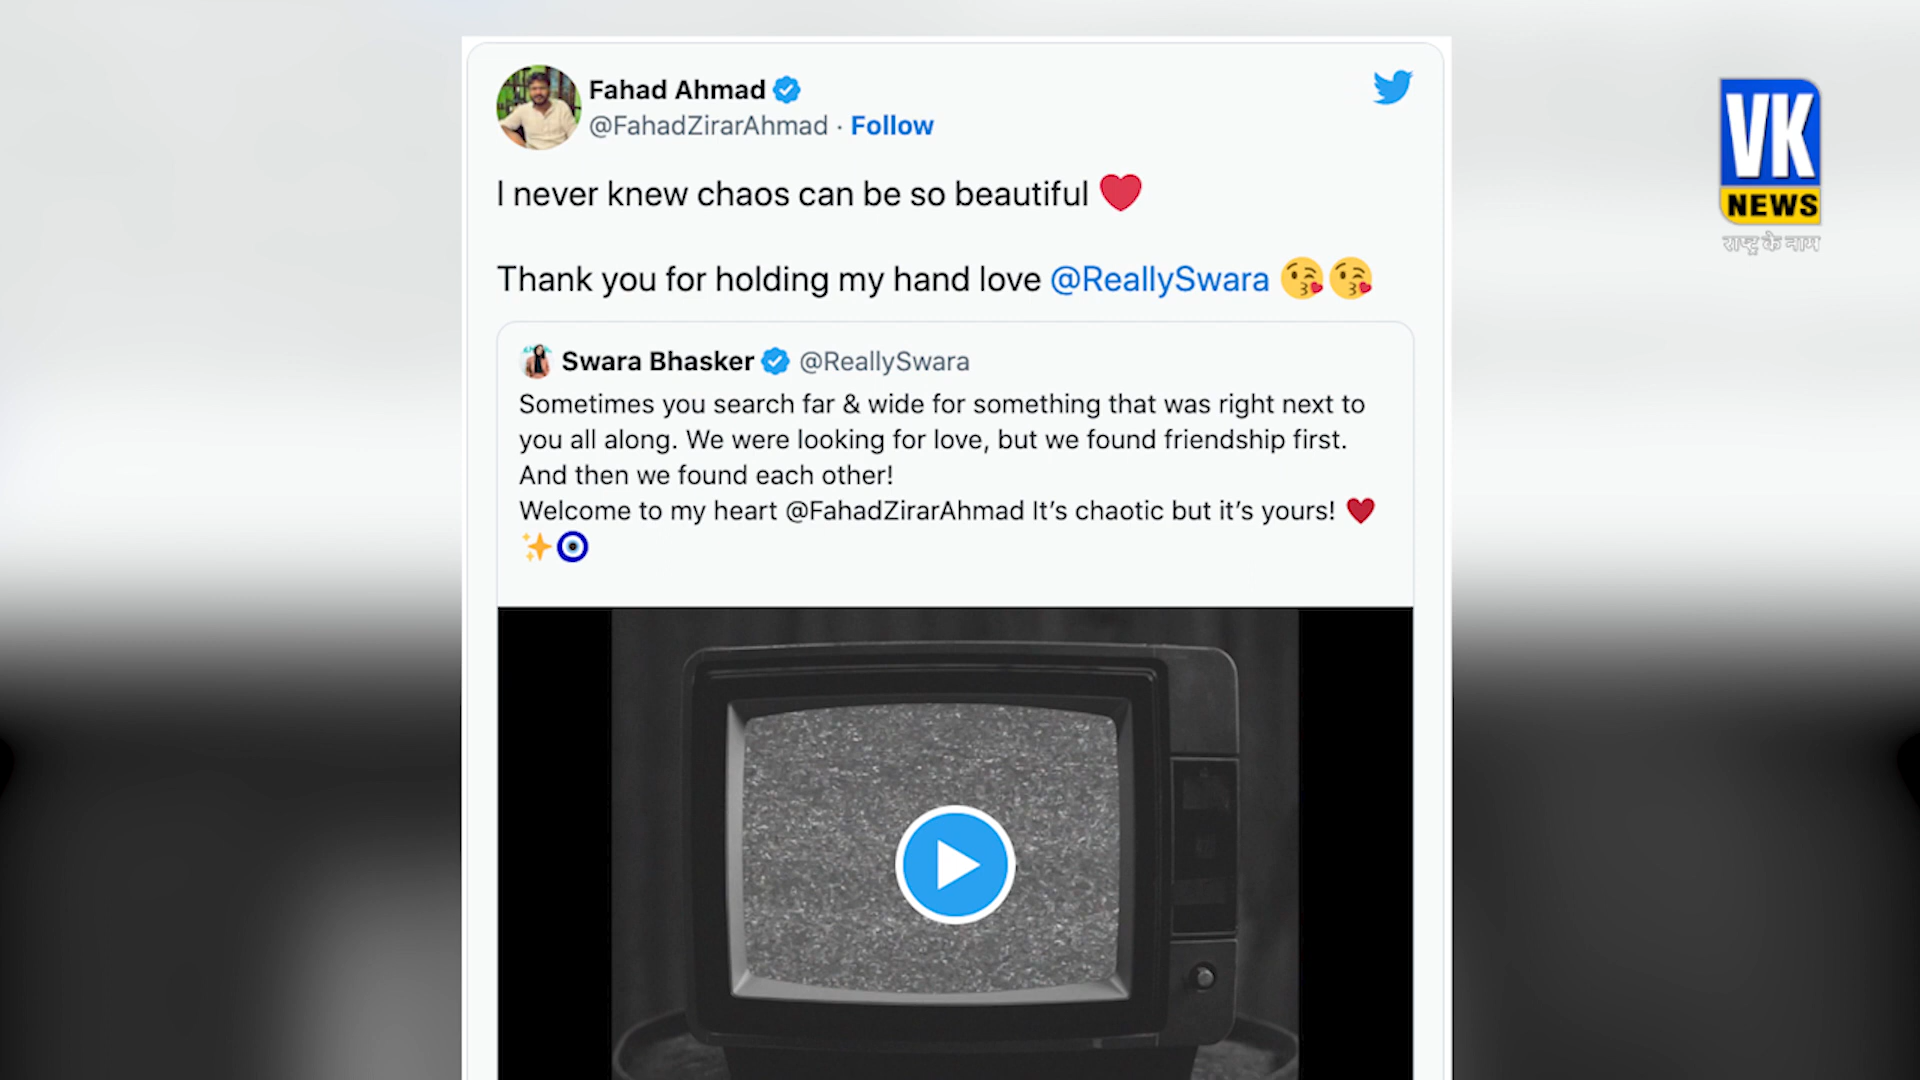 Fahad Ahmad
@FahadZirarAhmad · Follow
I never knew chaos can be so beautiful ❤️
Thank you for holding my hand love @ReallySwara 😘😘
Swara Bhasker @ReallySwara
Sometimes you search far & wide for something that was right next to
you all along. We were looking for love, but we found friendship first.
And then we found each other!
Welcome to my heart @FahadZirarAhmad It’s chaotic but it’s yours! ♥️
✨🧿
VK
NEWS
राष्ट्र के नाम